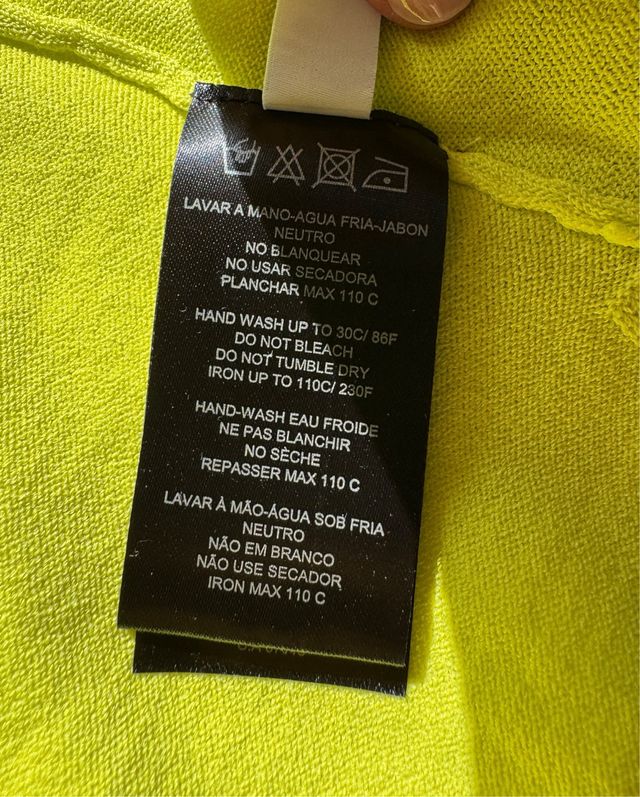 LAVAR A MANO-AGUA FRIA-JABON
NEUTRO
NO BLANQUEAR
NO USAR SECADORA
PLANCHAR MAX 110 C
HAND WASH UP TO 30C/ 86F
DO NOT BLEACH
DO NOT TUMBLE DRY
IRON UP TO 110C/ 230F
HAND-WASH EAU FROIDE
NE PAS BLANCHIR
NO SÈCHE
REPASSER MAX 110 C
LAVAR À MÃO-ÁGUA SOB FRIA
NEUTRO
NÃO EM BRANCO
NÃO USE SECADOR
IRON MAX 110 C